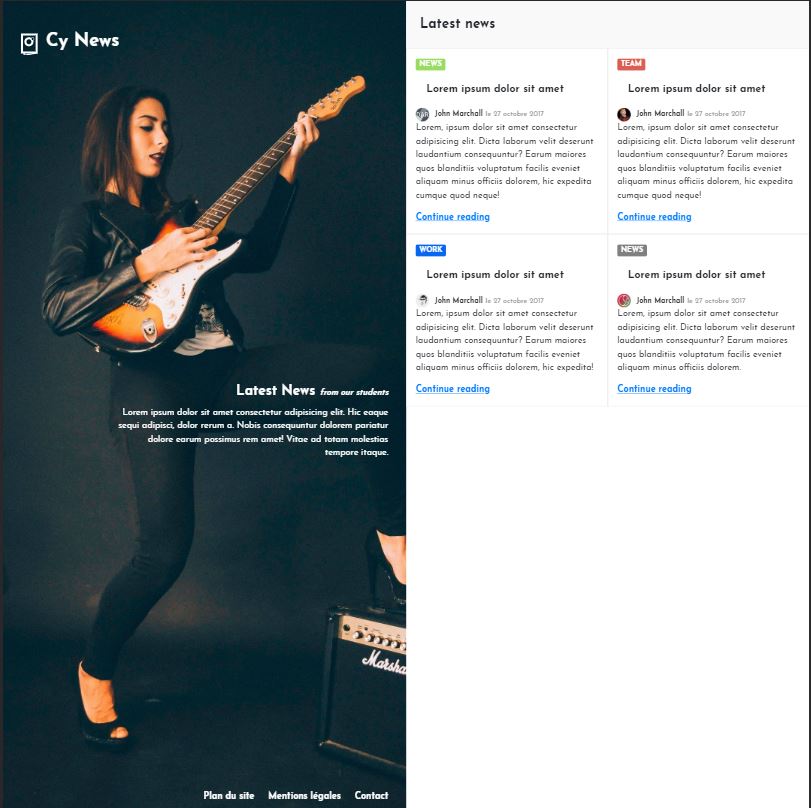 Cy News
Latest News from our students
Lorem ipsum dolor sit amet consectetur adipisicing elit. Hic eaque
sequi adipisci, dolor rerum a. Nobis consequuntur dolorem pariatur
dolore earum possimus rem amet! Vitae ad totam molestias
tempore itaque.
Marsha
Plan du site Mentions légales Contact
Latest news
NEWS
Lorem ipsum dolor sit amet
John Marchall le 27 octobre 2017
Lorem, ipsum dolor sit amet consectetur
adipisicing elit. Dicta laborum velit deserunt
laudantium consequuntur? Earum maiores
quos blanditiis voluptatum facilis eveniet
aliquam minus officiis dolorem, hic expedita
cumque quod neque!
Continue reading
TEAM
Lorem ipsum dolor sit amet
John Marchall le 27 octobre 2017
Lorem, ipsum dolor sit amet consectetur
adipisicing elit. Dicta laborum velit deserunt
laudantium consequuntur? Earum maiores
quos blanditiis voluptatum facilis eveniet
aliquam minus officiis dolorem, hic expedita
cumque quod neque!
Continue reading
WORK
Lorem ipsum dolor sit amet
John Marchall le 27 octobre 2017
Lorem, ipsum dolor sit amet consectetur
adipisicing elit. Dicta laborum velit deserunt
laudantium consequuntur? Earum maiores
quos blanditiis voluptatum facilis eveniet
aliquam minus officiis dolorem, hic expedita!
Continue reading
NEWS
Lorem ipsum dolor sit amet
John Marchall le 27 octobre 2017
Lorem, ipsum dolor sit amet consectetur
adipisicing elit. Dicta laborum velit deserunt
laudantium consequuntur? Earum maiores
quos blanditiis voluptatum facilis eveniet
aliquam minus officiis dolorem.
Continue reading